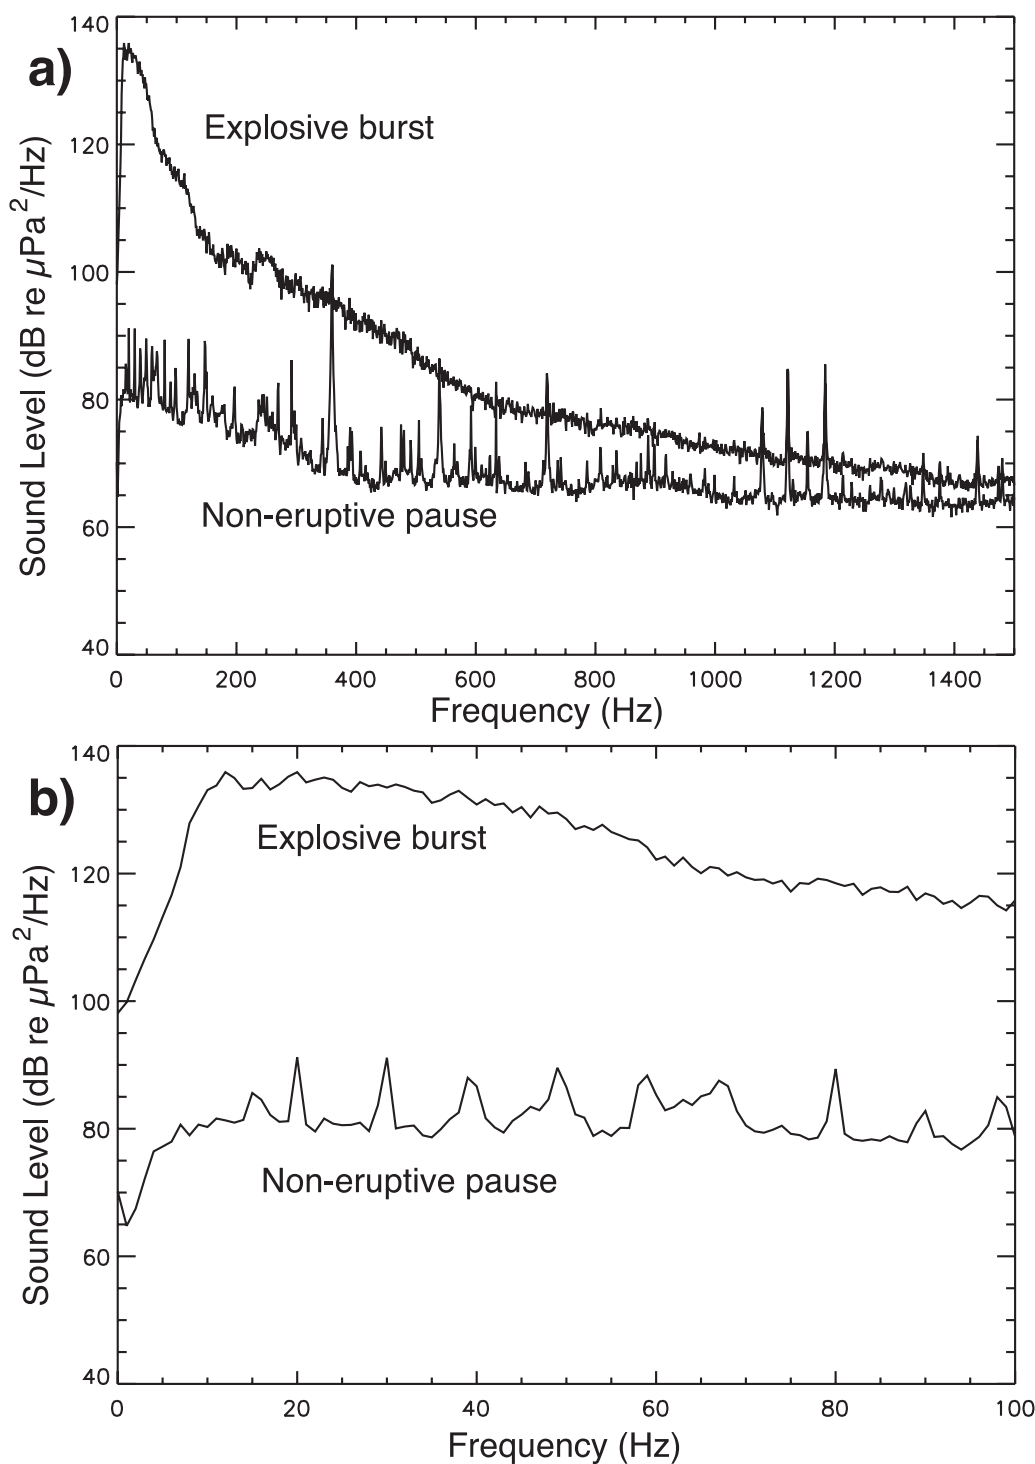 a)
140
120
100
80
60
40
Sound Level (dB re µPa²/Hz)
Explosive burst
Non-eruptive pause
0 200 400 600 800 1000 1200 1400
Frequency (Hz)
b)
140
120
100
80
60
40
Sound Level (dB re µPa²/Hz)
Explosive burst
Non-eruptive pause
0 20 40 60 80 100
Frequency (Hz)